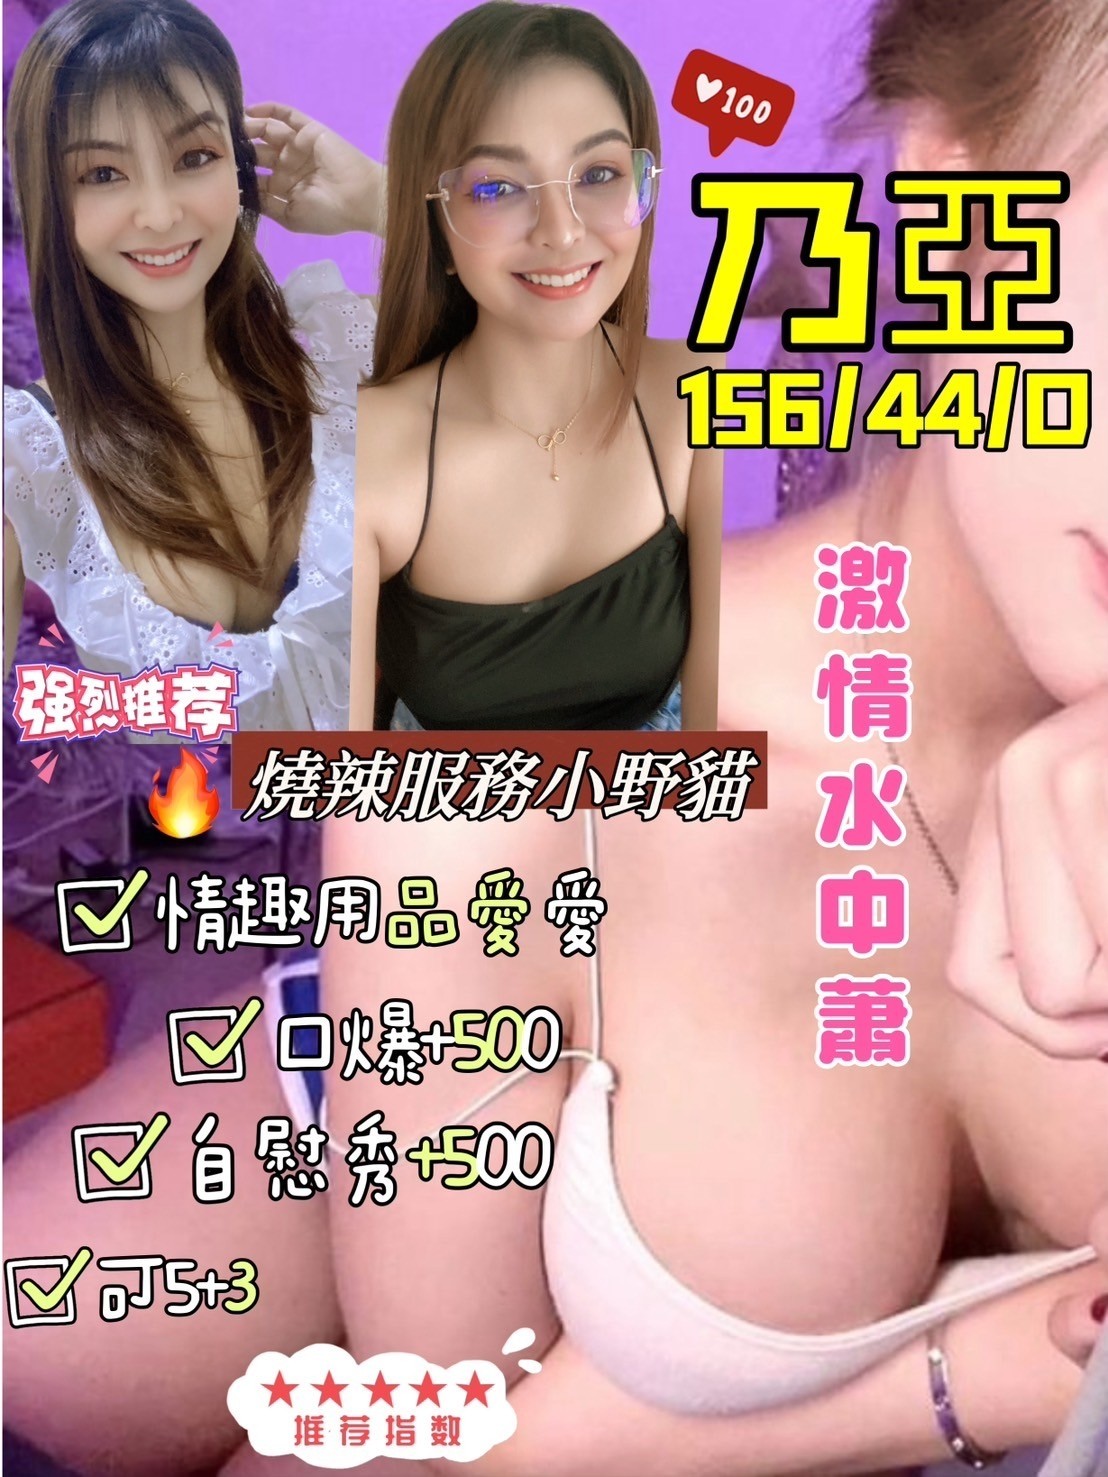 100
乃亞
156/44/D
激情水中蕭
强烈推荐
燒辣服務小野貓
情趣用品愛愛
口爆+500
自慰秀+500
可5+3
推荐指数